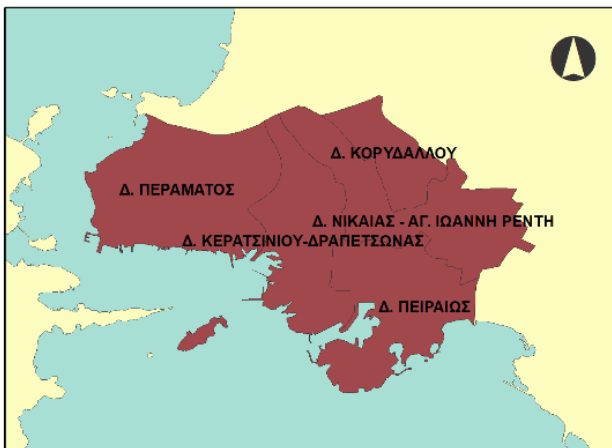 Δ. ΚΟΡΥΔΑΛΛΟΥ
Δ. ΠΕΡΑΜΑΤΟΣ
Δ. ΝΙΚΑΙΑΣ - ΑΓ. ΙΩΑΝΝΗ ΡΕΝΤΗ
Δ. ΚΕΡΑΤΣΙΝΙΟΥ-ΔΡΑΠΕΤΣΩΝΑΣ
Δ. ΠΕΙΡΑΙΩΣ